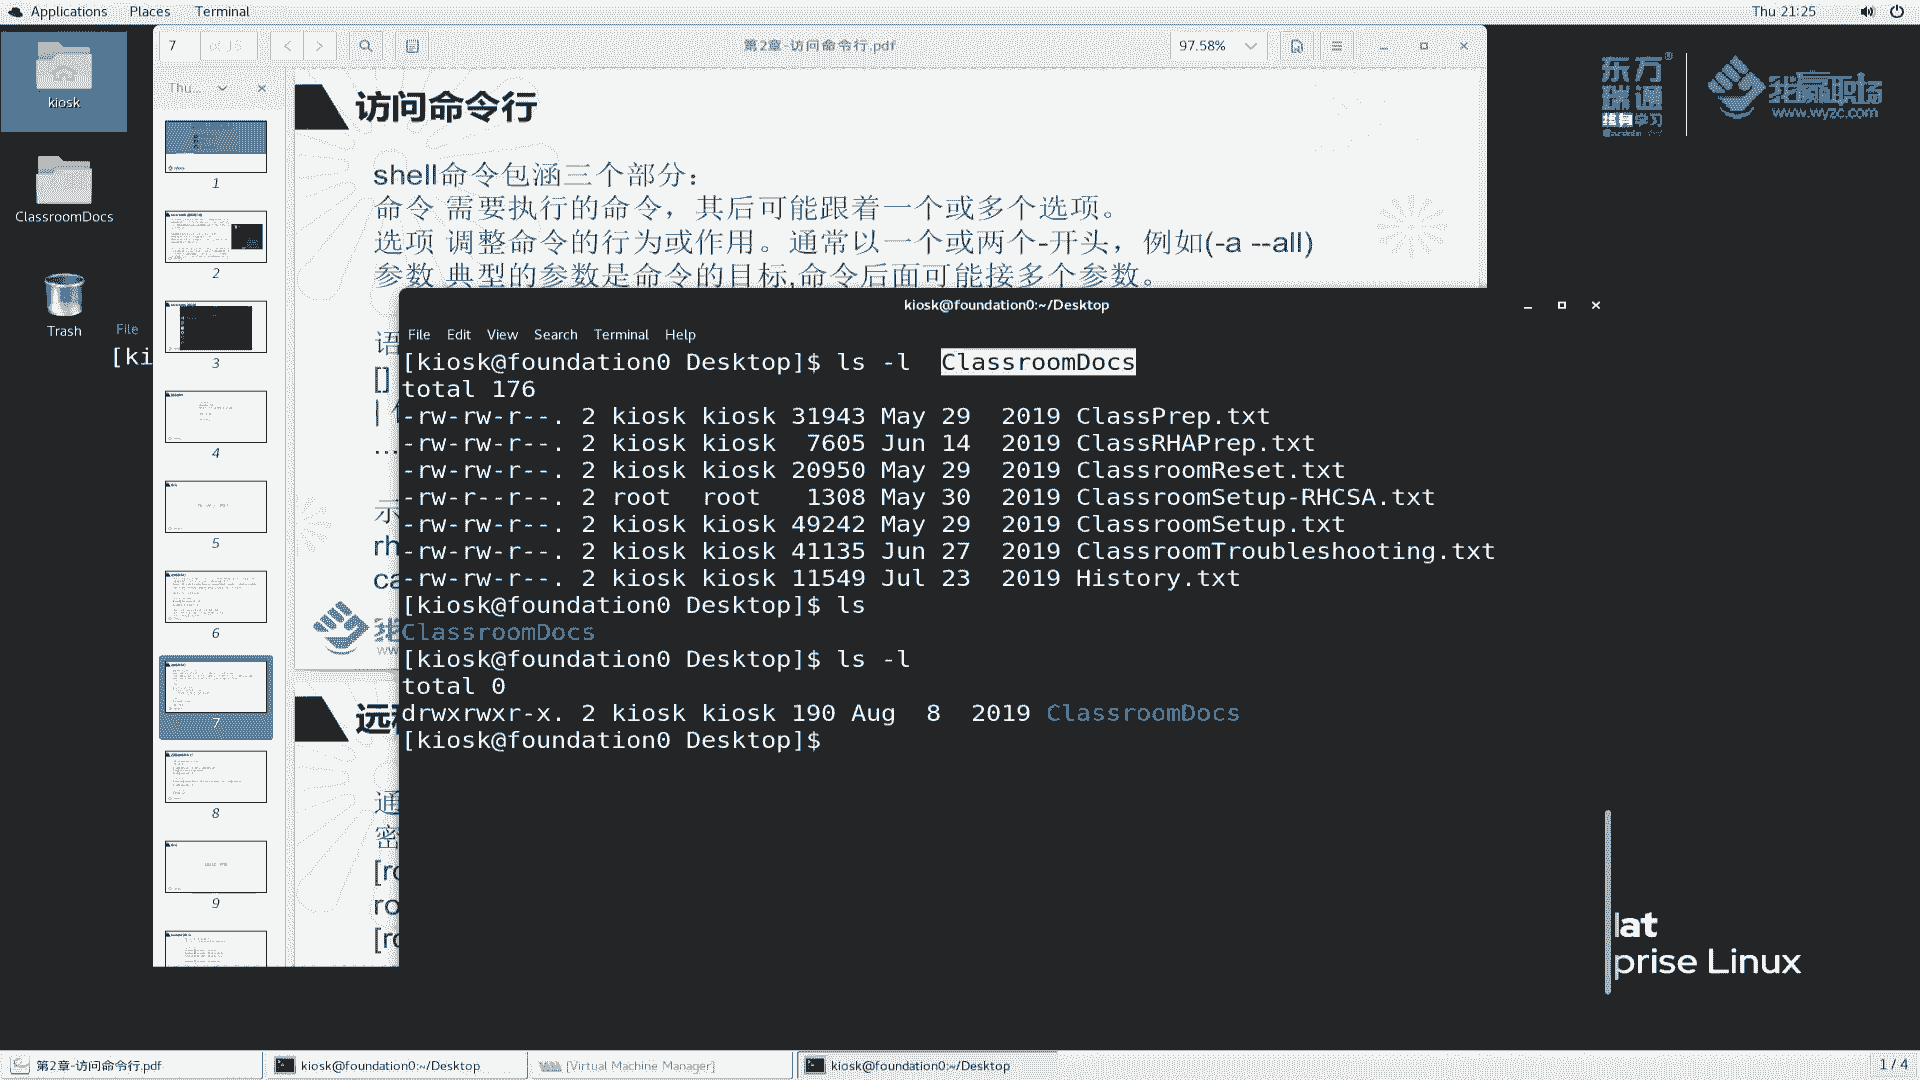 Applications Places Terminal Thu 21:25
7 of 15 第2章-访问命令行.pdf 97.58%
kiosk
ClassroomDocs
Trash
File
[ki
Thu...
1
2
3
4
5
6
7
8
9
访问命令行
shell命令包涵三个部分：
命令 需要执行的命令，其后可能跟着一个或多个选项。
选项 调整命令的行为或作用。通常以一个或两个-开头，例如(-a --all)
参数 典型的参数是命令的目标,命令后面可能接多个参数。
语
[]
|
...
示
rh
ca
我
www
远程
通
密
[ro
ro
[ro
kiosk@foundation0:~/Desktop
File Edit View Search Terminal Help
[kiosk@foundation0 Desktop]$ ls -l  ClassroomDocs
total 176
-rw-rw-r--. 2 kiosk kiosk 31943 May 29  2019 ClassPrep.txt
-rw-rw-r--. 2 kiosk kiosk  7605 Jun 14  2019 ClassRHAPrep.txt
-rw-rw-r--. 2 kiosk kiosk 20950 May 29  2019 ClassroomReset.txt
-rw-r--r--. 2 root  root   1308 May 30  2019 ClassroomSetup-RHCSA.txt
-rw-rw-r--. 2 kiosk kiosk 49242 May 29  2019 ClassroomSetup.txt
-rw-rw-r--. 2 kiosk kiosk 41135 Jun 27  2019 ClassroomTroubleshooting.txt
-rw-rw-r--. 2 kiosk kiosk 11549 Jul 23  2019 History.txt
[kiosk@foundation0 Desktop]$ ls
ClassroomDocs
[kiosk@foundation0 Desktop]$ ls -l
total 0
drwxrwxr-x. 2 kiosk kiosk 190 Aug  8  2019 ClassroomDocs
[kiosk@foundation0 Desktop]$
东方瑞通®
我赢职场
www.wyzc.com
lat
prise Linux
第2章-访问命令行.pdf kiosk@foundation0:~/Desktop [Virtual Machine Manager] kiosk@foundation0:~/Desktop 1 / 4